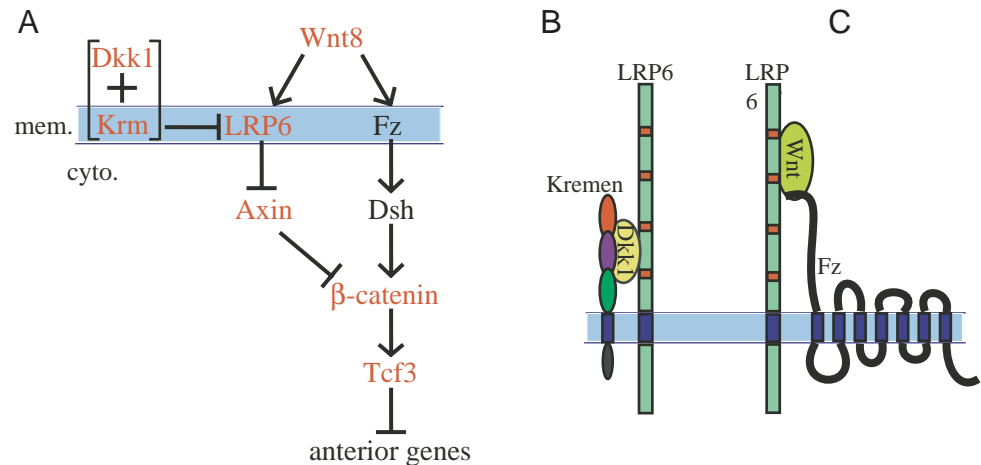 A
B
C
Dkk1
+
Krm
Wnt8
mem.
LRP6
Fz
cyto.
Axin
Dsh
β-catenin
Tcf3
anterior genes
LRP6
Kremen
Dkk1
LRP
6
Wnt
Fz